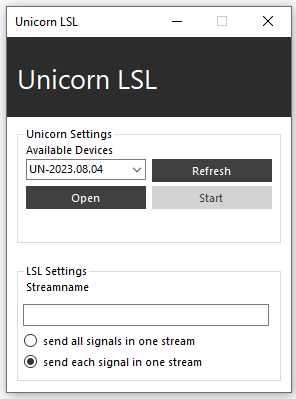 Unicorn LSL
Unicorn LSL
Unicorn Settings
Available Devices
UN-2023.08.04
Refresh
Open
Start
LSL Settings
Streamname
send all signals in one stream
send each signal in one stream